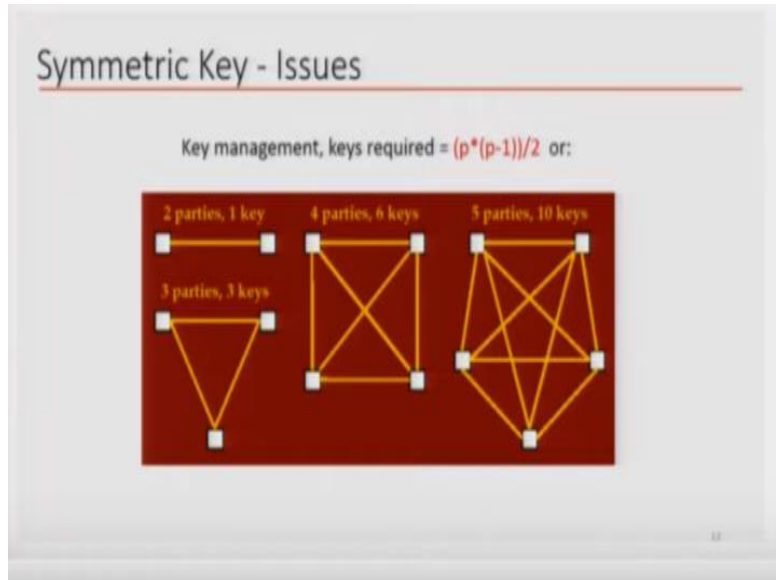 Symmetric Key - Issues
Key management, keys required = (p*(p-1))/2 or:
2 parties, 1 key
4 parties, 6 keys
5 parties, 10 keys
3 parties, 3 keys